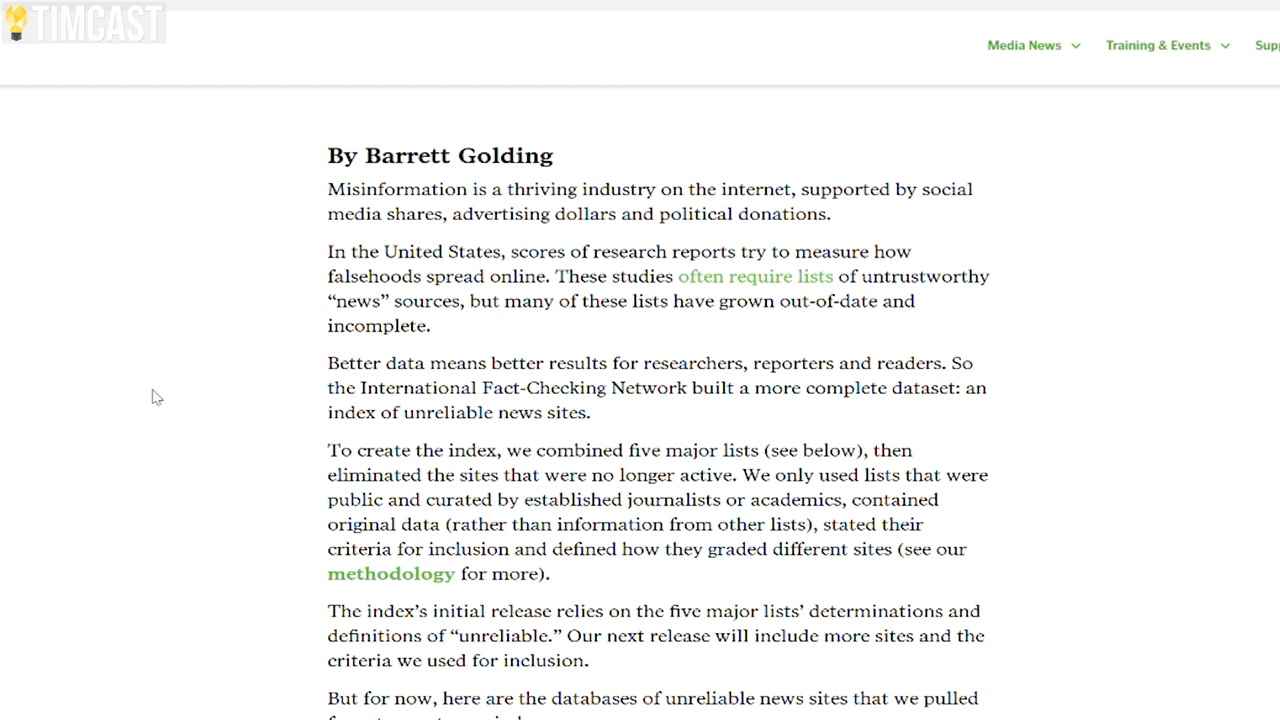 TIMCAST
Media News
Training & Events
By Barrett Golding
Misinformation is a thriving industry on the internet, supported by social
media shares, advertising dollars and political donations.
In the United States, scores of research reports try to measure how
falsehoods spread online. These studies often require lists of untrustworthy
“news” sources, but many of these lists have grown out-of-date and
incomplete.
Better data means better results for researchers, reporters and readers. So
the International Fact-Checking Network built a more complete dataset: an
index of unreliable news sites.
To create the index, we combined five major lists (see below), then
eliminated the sites that were no longer active. We only used lists that were
public and curated by established journalists or academics, contained
original data (rather than information from other lists), stated their
criteria for inclusion and defined how they graded different sites (see our
methodology for more).
The index’s initial release relies on the five major lists’ determinations and
definitions of “unreliable.” Our next release will include more sites and the
criteria we used for inclusion.
But for now, here are the databases of unreliable news sites that we pulled